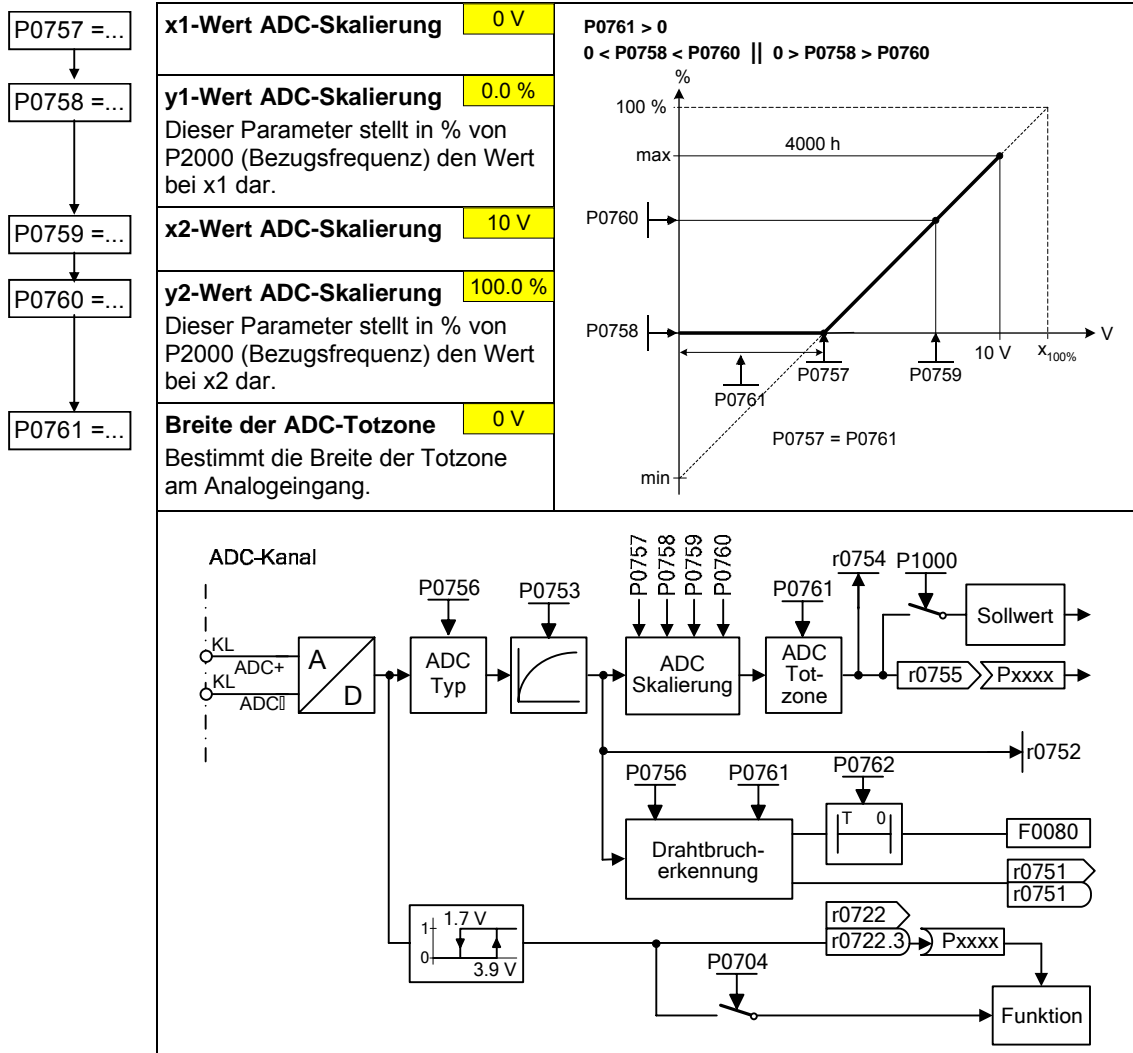 P0757 =...
x1-Wert ADC-Skalierung 0 V
P0758 =...
y1-Wert ADC-Skalierung 0.0 %
Dieser Parameter stellt in % von
P2000 (Bezugsfrequenz) den Wert
bei x1 dar.
P0759 =...
x2-Wert ADC-Skalierung 10 V
P0760 =...
y2-Wert ADC-Skalierung 100.0 %
Dieser Parameter stellt in % von
P2000 (Bezugsfrequenz) den Wert
bei x2 dar.
P0761 =...
Breite der ADC-Totzone 0 V
Bestimmt die Breite der Totzone
am Analogeingang.
P0761 > 0
0 < P0758 < P0760 || 0 > P0758 > P0760
%
100 %
max
4000 h
P0760
P0758
V
10 V
x100%
P0757
P0759
P0761
P0757 = P0761
min
ADC-Kanal
KL
ADC+
KL
ADC▯
A
D
P0756
ADC
Typ
P0753
P0757
P0758
P0759
P0760
ADC
Skalierung
P0761
ADC
Tot-
zone
r0754
P1000
Sollwert
r0755
Pxxxx
r0752
P0756
P0761
Drahtbruch-
erkennung
P0762
T 0
F0080
r0751
r0751
1
0
1.7 V
3.9 V
r0722
r0722.3
Pxxxx
P0704
Funktion